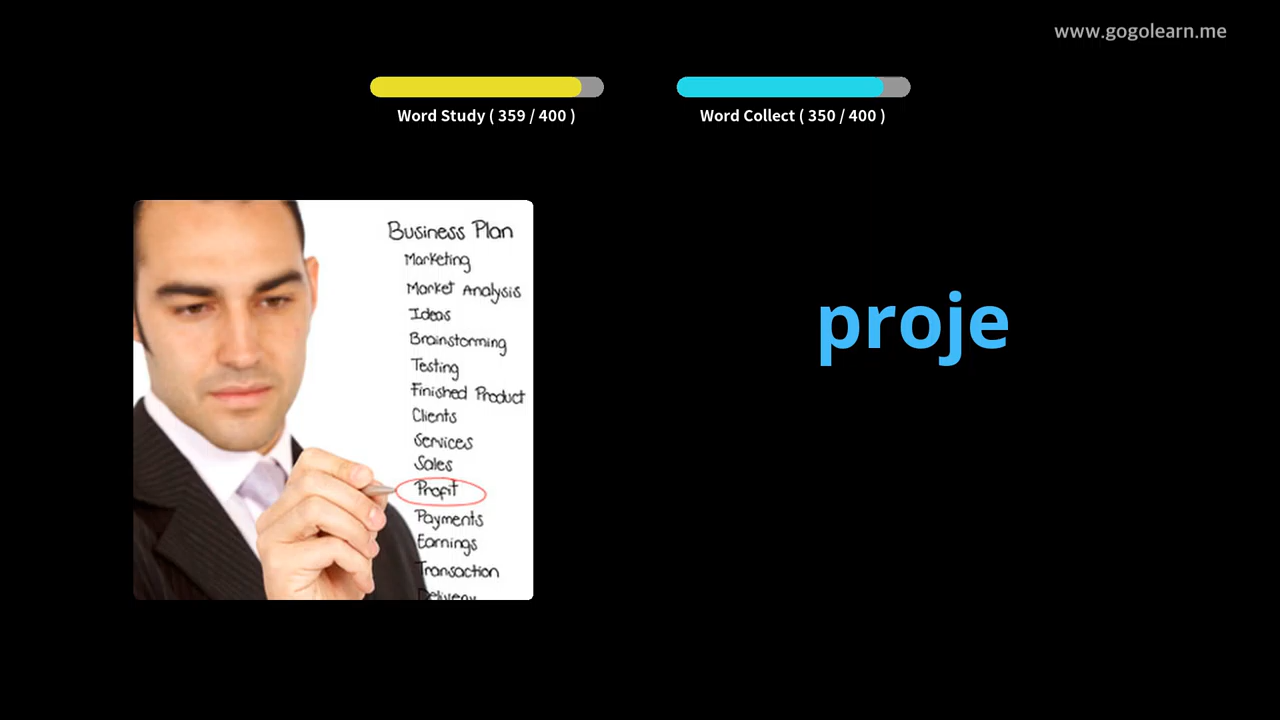 www.gogolearn.me
Word Study ( 359 / 400 )
Word Collect ( 350 / 400 )
Business Plan
Marketing
Market Analysis
Ideas
Brainstorming
Testing
Finished Product
Clients
Services
Sales
Profit
Payments
Earnings
Transaction
Delivery
proje